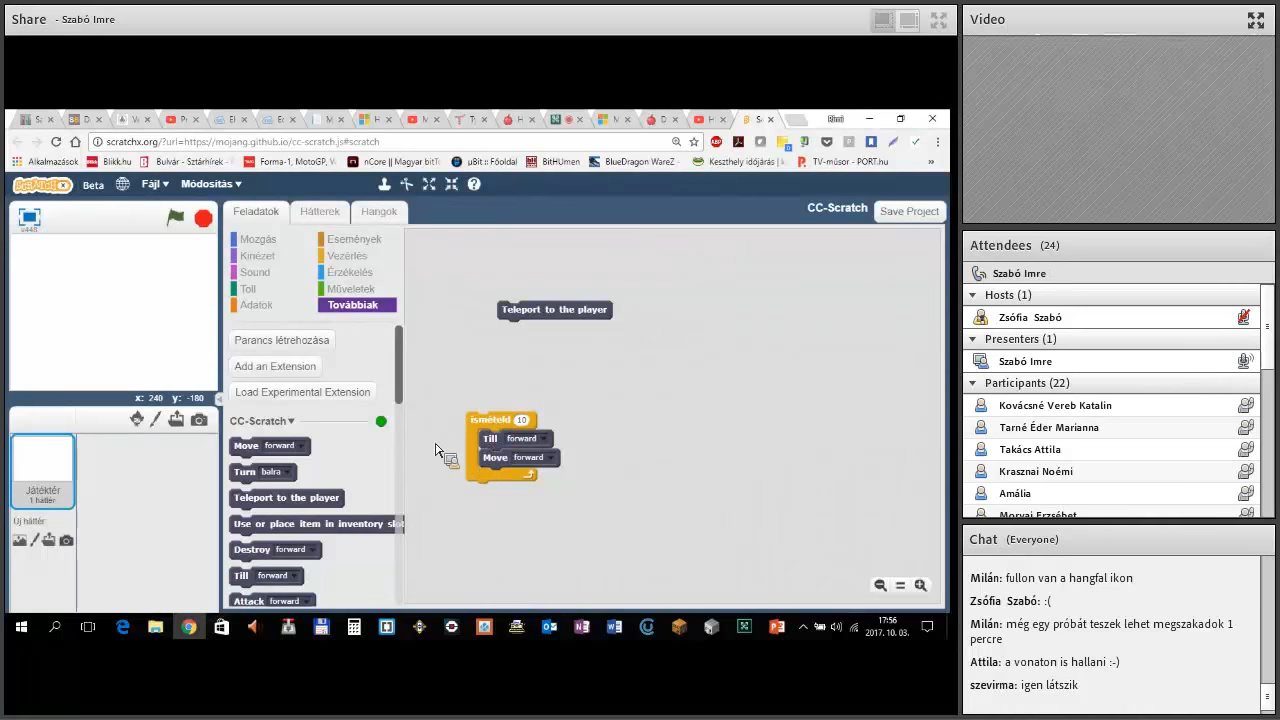 Share - Szabó Imre
Video
scratchx.org/?url=https://mojang.github.io/cc-scratch.js#scratch
Alkalmazások Blikk.hu Bulvár - Sztárhírek - F Forma-1, MotoGP, V nCore // Magyar bitT µBit :: Főoldal BitHUmen BlueDragon WareZ Keszthely időjárás | TV-műsor - PORT.hu »
SCRATCHX Beta Fájl Módosítás
CC-Scratch Save Project
Feladatok Hátterek Hangok
v446
Mozgás Események
Kinézet Vezérlés
Sound Érzékelés
Toll Műveletek
Adatok Továbbiak
Parancs létrehozása
Add an Extension
Load Experimental Extension
CC-Scratch
Move forward
Turn balra
Teleport to the player
Use or place item in inventory slot
Destroy forward
Till forward
Attack forward
x: 240 y: -180
Játéktér
1 háttér
Új háttér
Teleport to the player
ismételd 10
Till forward
Move forward
17:56
2017. 10. 03.
Attendees (24)
Szabó Imre
Hosts (1)
Zsófia Szabó
Presenters (1)
Szabó Imre
Participants (22)
Kovácsné Vereb Katalin
Tarné Éder Marianna
Takács Attila
Krasznai Noémi
Amália
Morvai Erzsébet
Chat (Everyone)
Milán: fullon van a hangfal ikon
Zsófia Szabó: :(
Milán: még egy próbát teszek lehet megszakadok 1
percre
Attila: a vonaton is hallani :-)
szevirma: igen látszik